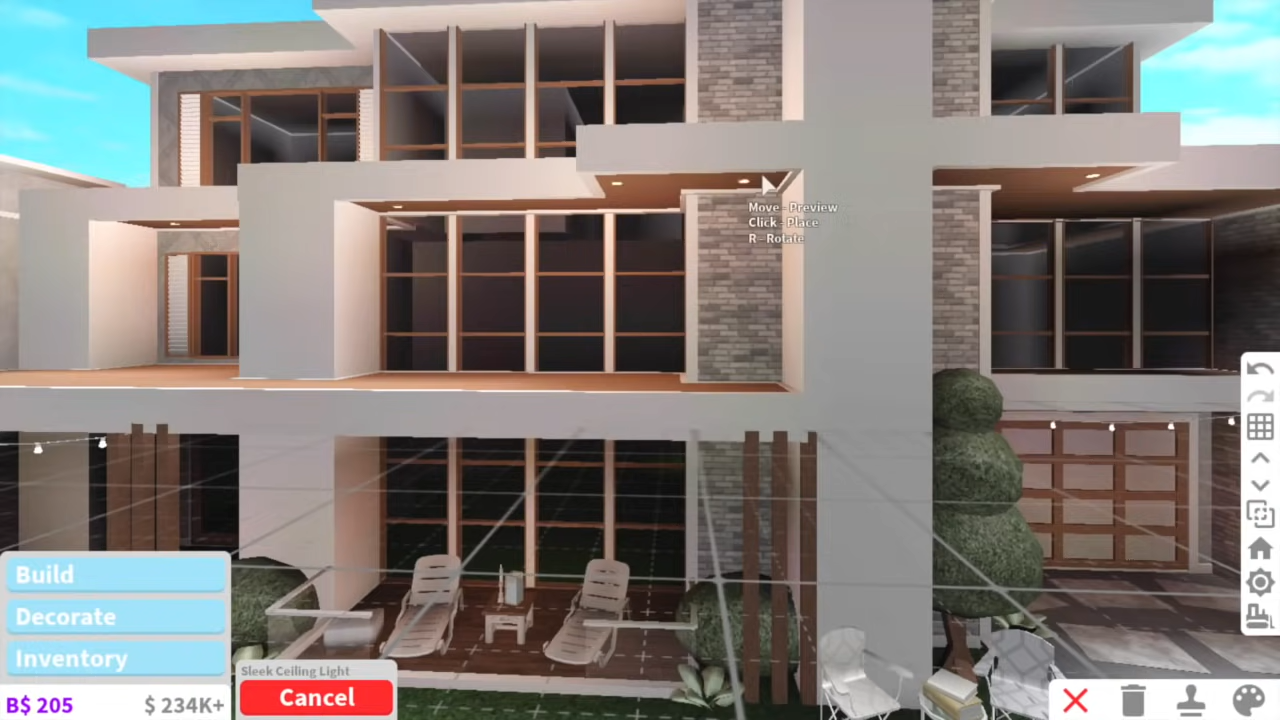 Move - Preview
Click - Place
R - Rotate
Build
Decorate
Inventory
B$ 205
$ 234K+
Sleek Ceiling Light
Cancel
L